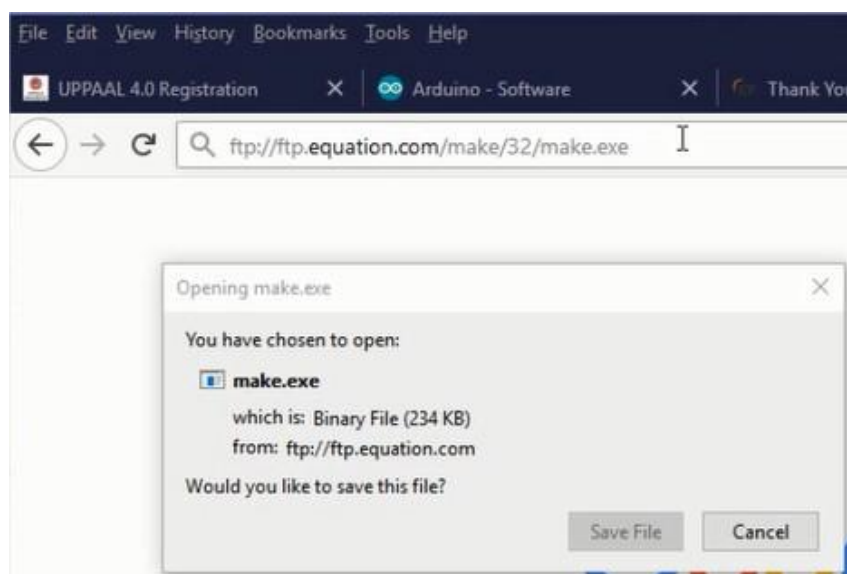 File Edit View History Bookmarks Tools Help
UPPAAL 4.0 Registration Arduino - Software Thank You
ftp://ftp.equation.com/make/32/make.exe
Opening make.exe
You have chosen to open:
make.exe
which is: Binary File (234 KB)
from: ftp://ftp.equation.com
Would you like to save this file?
Save File Cancel